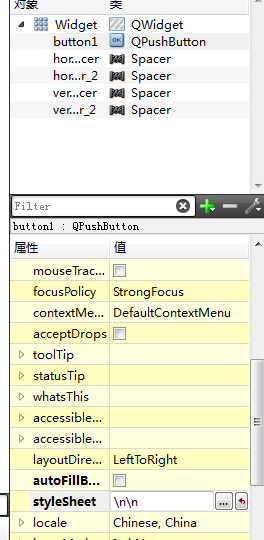 对象 类
Widget QWidget
button1 OK QPushButton
hor...cer Spacer
hor...r_2 Spacer
ver...cer Spacer
ver...r_2 Spacer
Filter
button1 : QPushButton
属性 值
mouseTrac...
focusPolicy StrongFocus
contextMe... DefaultContextMenu
acceptDrops
toolTip
statusTip
whatsThis
accessible...
accessible...
layoutDire... LeftToRight
autoFillB...
styleSheet \n\n ...
locale Chinese, China